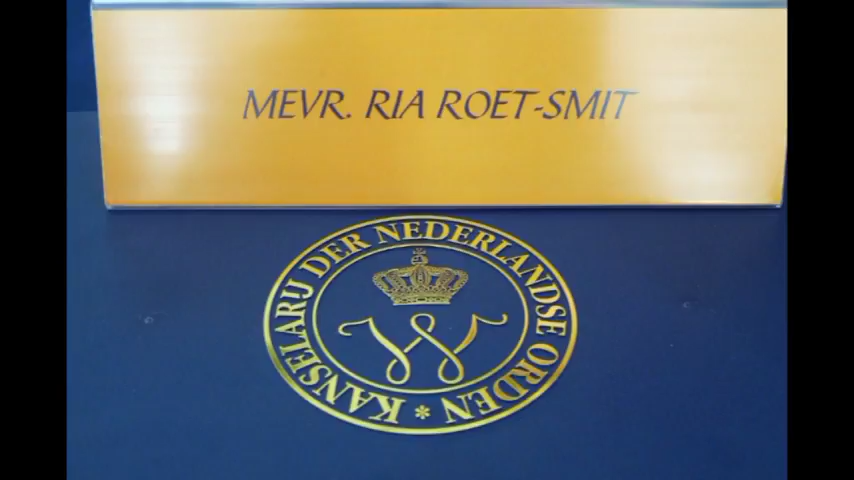 MEVR. RIA ROET-SMIT
KANSELARIJ DER NEDERLANDSE ORDEN *
W